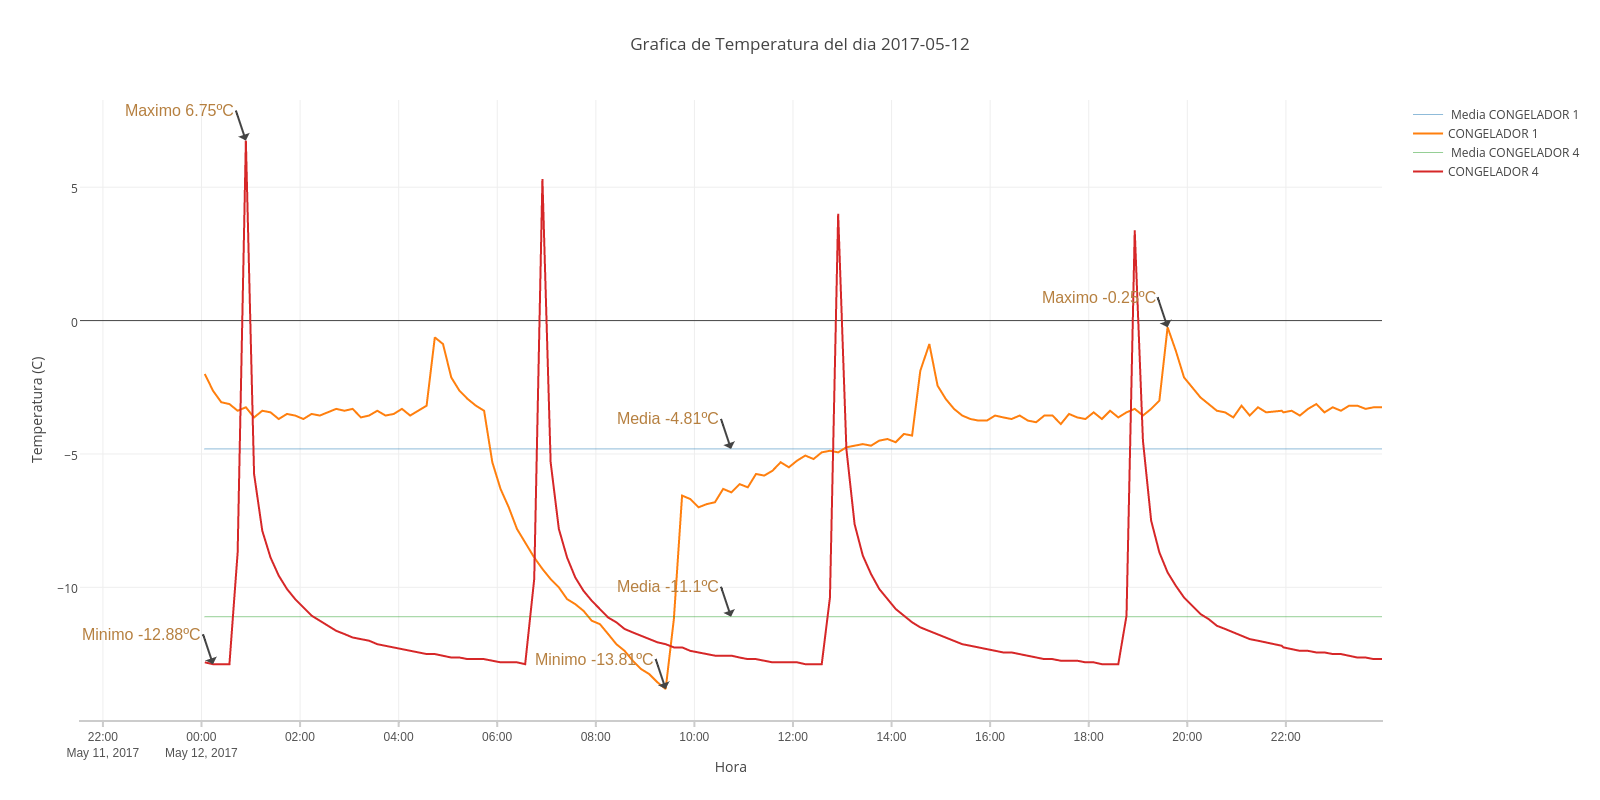 Grafica de Temperatura del dia 2017-05-12
Maximo 6.75ºC
Media CONGELADOR 1
CONGELADOR 1
Media CONGELADOR 4
CONGELADOR 4
5
Maximo -0.25ºC
0
Temperatura (C)
Media -4.81ºC
−5
Media -11.1ºC
−10
Minimo -12.88ºC
Minimo -13.81ºC
22:00
May 11, 2017
00:00
May 12, 2017
02:00
04:00
06:00
08:00
10:00
12:00
14:00
16:00
18:00
20:00
22:00
Hora